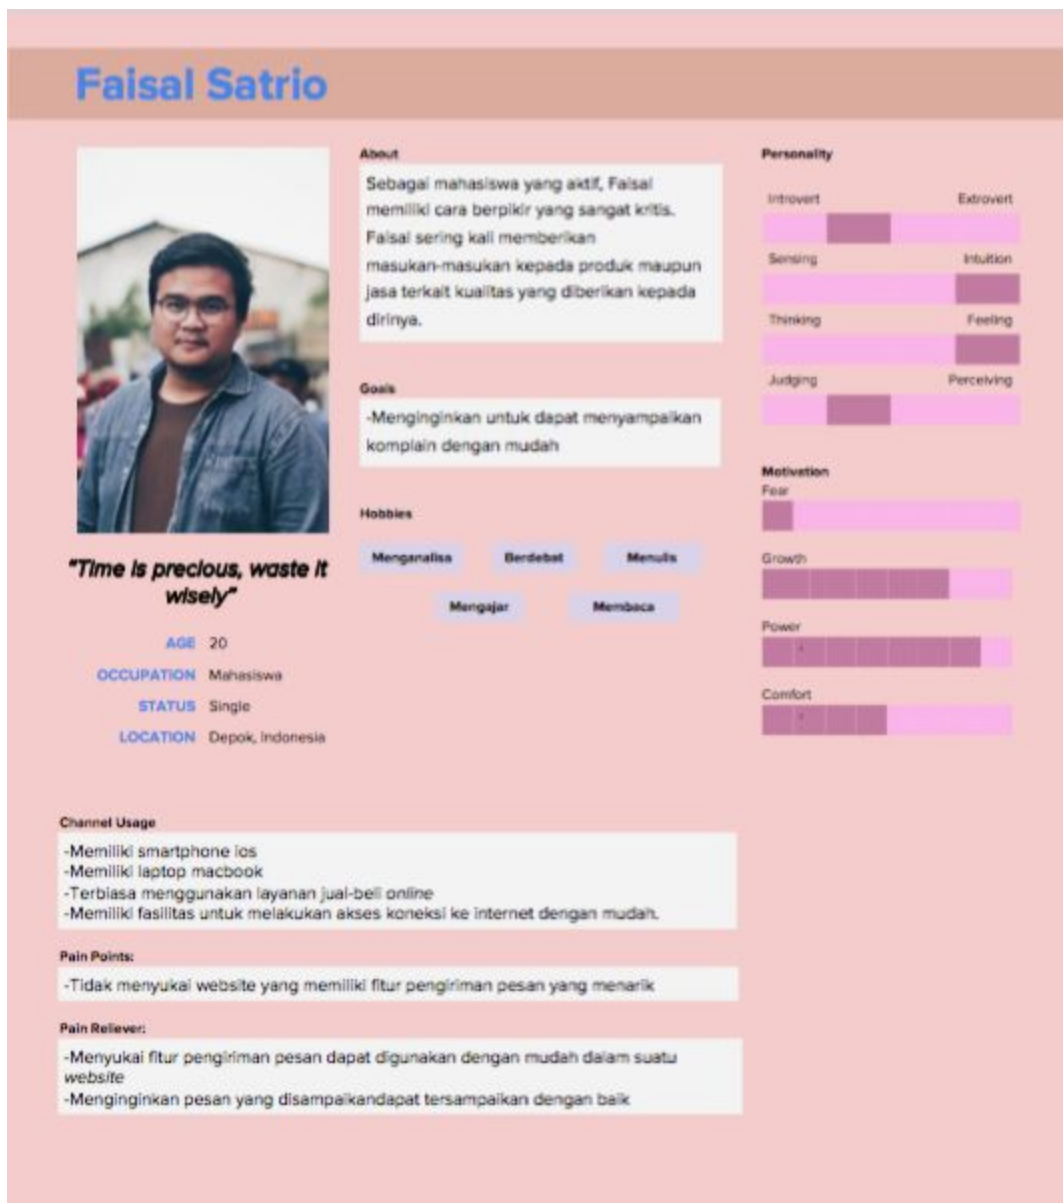 Faisal Satrio
"Time is precious, waste it
wisely"
AGE 20
OCCUPATION Mahasiswa
STATUS Single
LOCATION Depok, Indonesia
About
Sebagai mahasiswa yang aktif, Faisal
memiliki cara berpikir yang sangat kritis.
Faisal sering kali memberikan
masukan-masukan kepada produk maupun
jasa terkait kualitas yang diberikan kepada
dirinya.
Goals
-Menginginkan untuk dapat menyampaikan
komplain dengan mudah
Hobbies
Menganalisa Berdebat Menulis
Mengajar Membaca
Personality
Introvert Extrovert
Sensing Intuition
Thinking Feeling
Judging Perceiving
Motivation
Fear
Growth
Power
Comfort
Channel Usage
-Memiliki smartphone ios
-Memiliki laptop macbook
-Terbiasa menggunakan layanan jual-beli online
-Memiliki fasilitas untuk melakukan akses koneksi ke internet dengan mudah.
Pain Points:
-Tidak menyukai website yang memiliki fitur pengiriman pesan yang menarik
Pain Reliever:
-Menyukai fitur pengiriman pesan dapat digunakan dengan mudah dalam suatu
website
-Menginginkan pesan yang disampaikandapat tersampaikan dengan baik